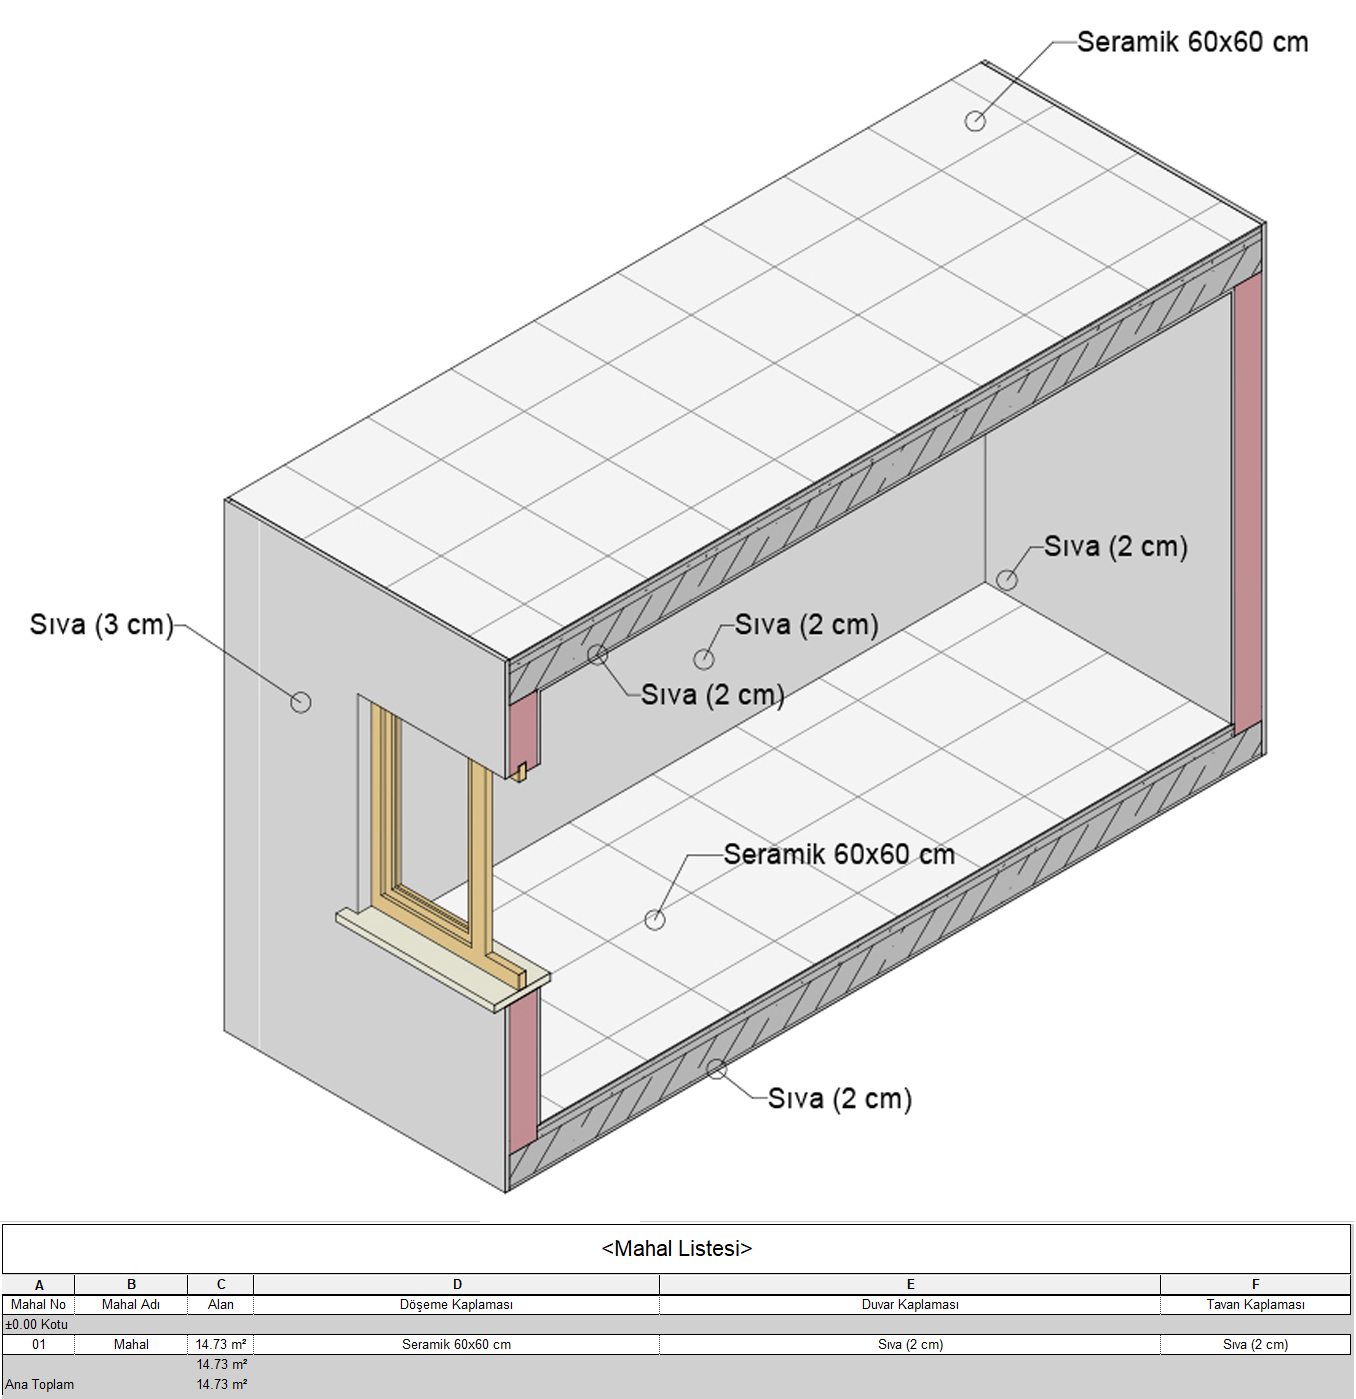 Seramik 60x60 cm
Sıva (2 cm)
Sıva (3 cm)
Sıva (2 cm)
Sıva (2 cm)
Seramik 60x60 cm
Sıva (2 cm)
<Mahal Listesi>
A B C D E F
Mahal No Mahal Adı Alan Döşeme Kaplaması Duvar Kaplaması Tavan Kaplaması
±0.00 Kotu
01 Mahal 14.73 m² Seramik 60x60 cm Sıva (2 cm) Sıva (2 cm)
14.73 m²
Ana Toplam 14.73 m²